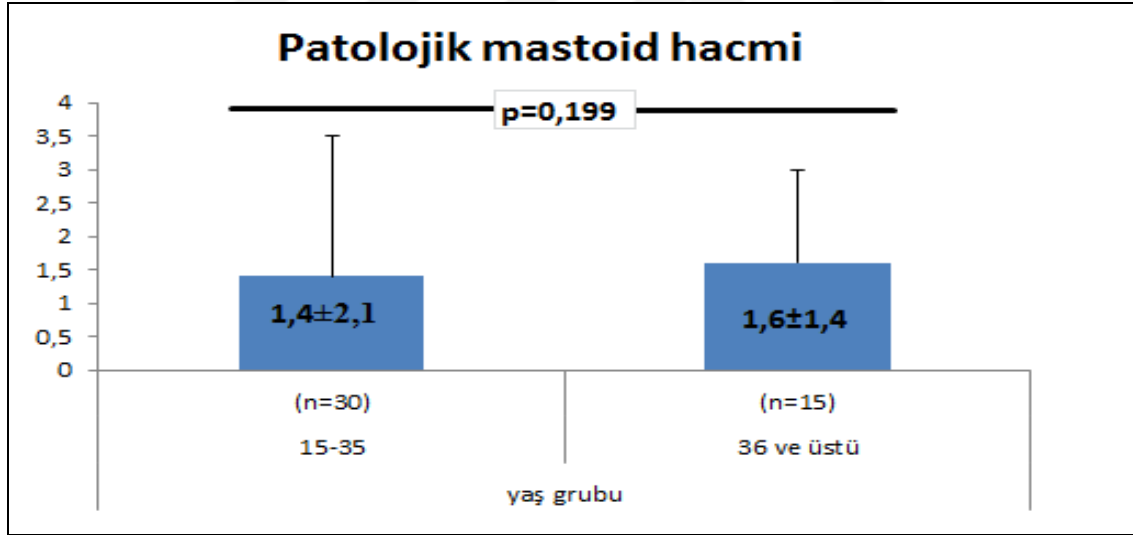 Patolojik mastoid hacmi
p=0,199
4
3,5
3
2,5
2
1,5
1
0,5
0
1,4±2,1
1,6±1,4
(n=30)
(n=15)
15-35
36 ve üstü
yaş grubu